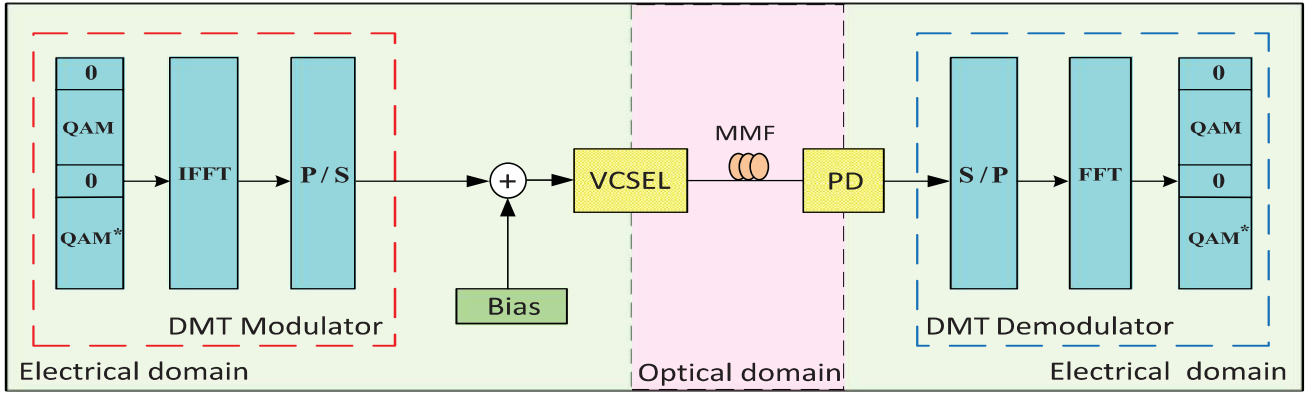 0
QAM
0
QAM*
IFFT
P / S
DMT Modulator
Electrical domain
+
Bias
VCSEL
MMF
PD
Optical domain
S / P
FFT
0
QAM
0
QAM*
DMT Demodulator
Electrical domain